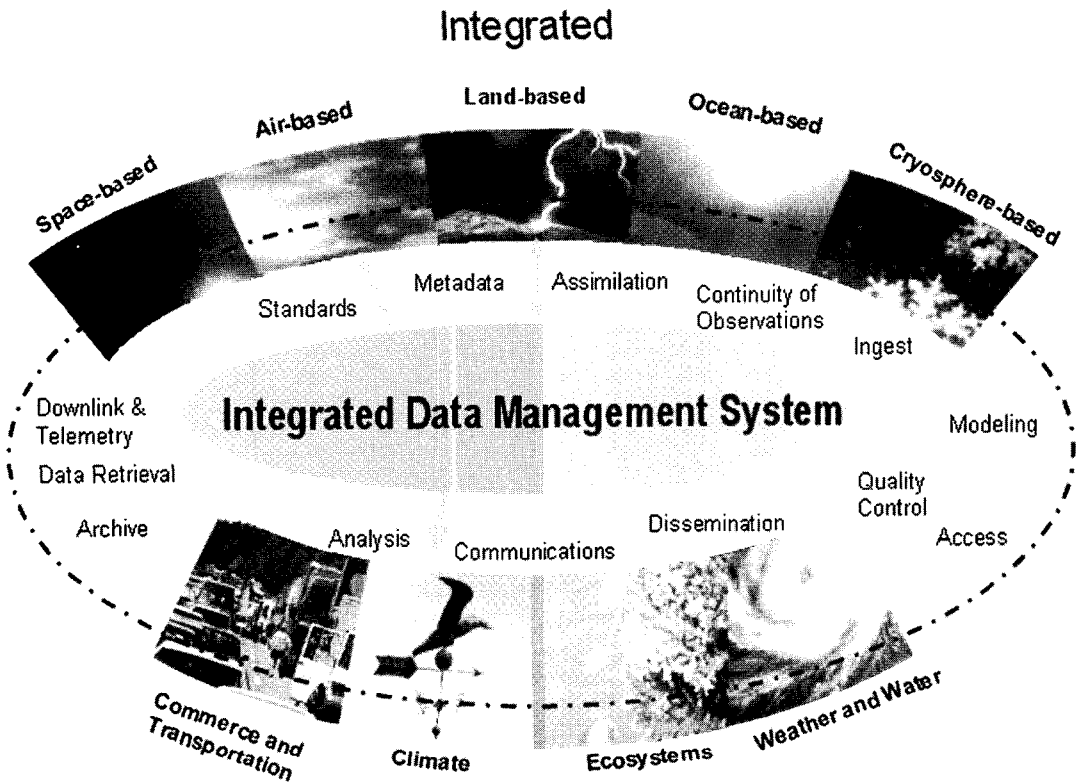 Integrated
Space-based
Air-based
Land-based
Ocean-based
Cryosphere-based
Standards
Metadata
Assimilation
Continuity of
Observations
Ingest
Downlink &
Telemetry
Integrated Data Management System
Modeling
Data Retrieval
Quality
Control
Archive
Analysis
Communications
Dissemination
Access
Commerce and
Transportation
Climate
Ecosystems
Weather and Water